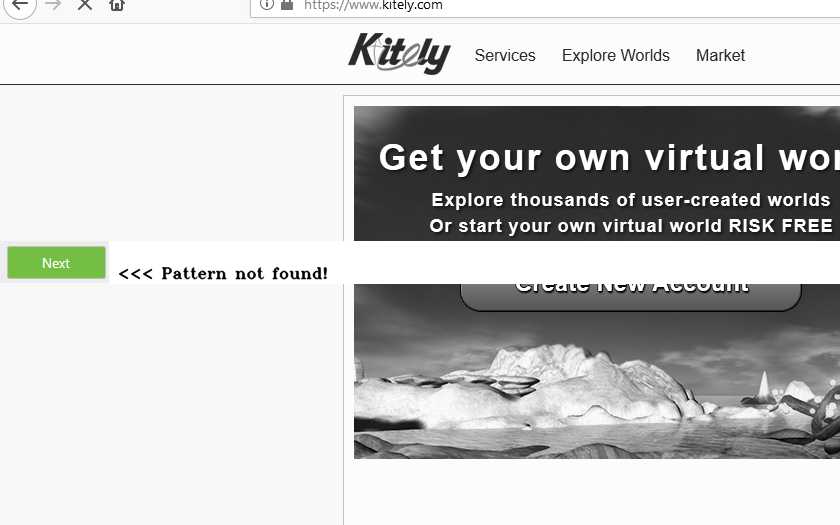 https://www.kitely.com
Kitely
Services Explore Worlds Market
Get your own virtual wor
Explore thousands of user-created worlds
Or start your own virtual world RISK FREE
Next
<<< Pattern not found!
Create New Account